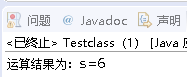 问题 @ Javadoc 声明
<已终止> Testclass (1) [Java
运算结果为：s=6